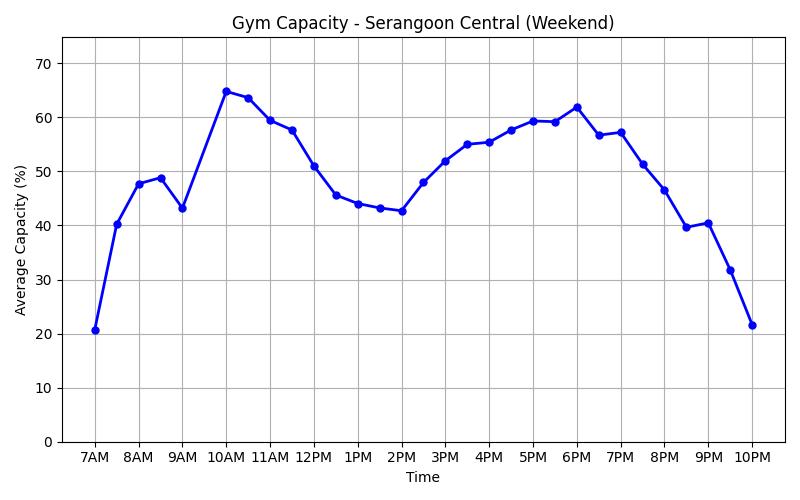 Gym Capacity - Serangoon Central (Weekend)
Average Capacity (%)
70
60
50
40
30
20
10
0
7AM 8AM 9AM 10AM 11AM 12PM 1PM 2PM 3PM 4PM 5PM 6PM 7PM 8PM 9PM 10PM
Time